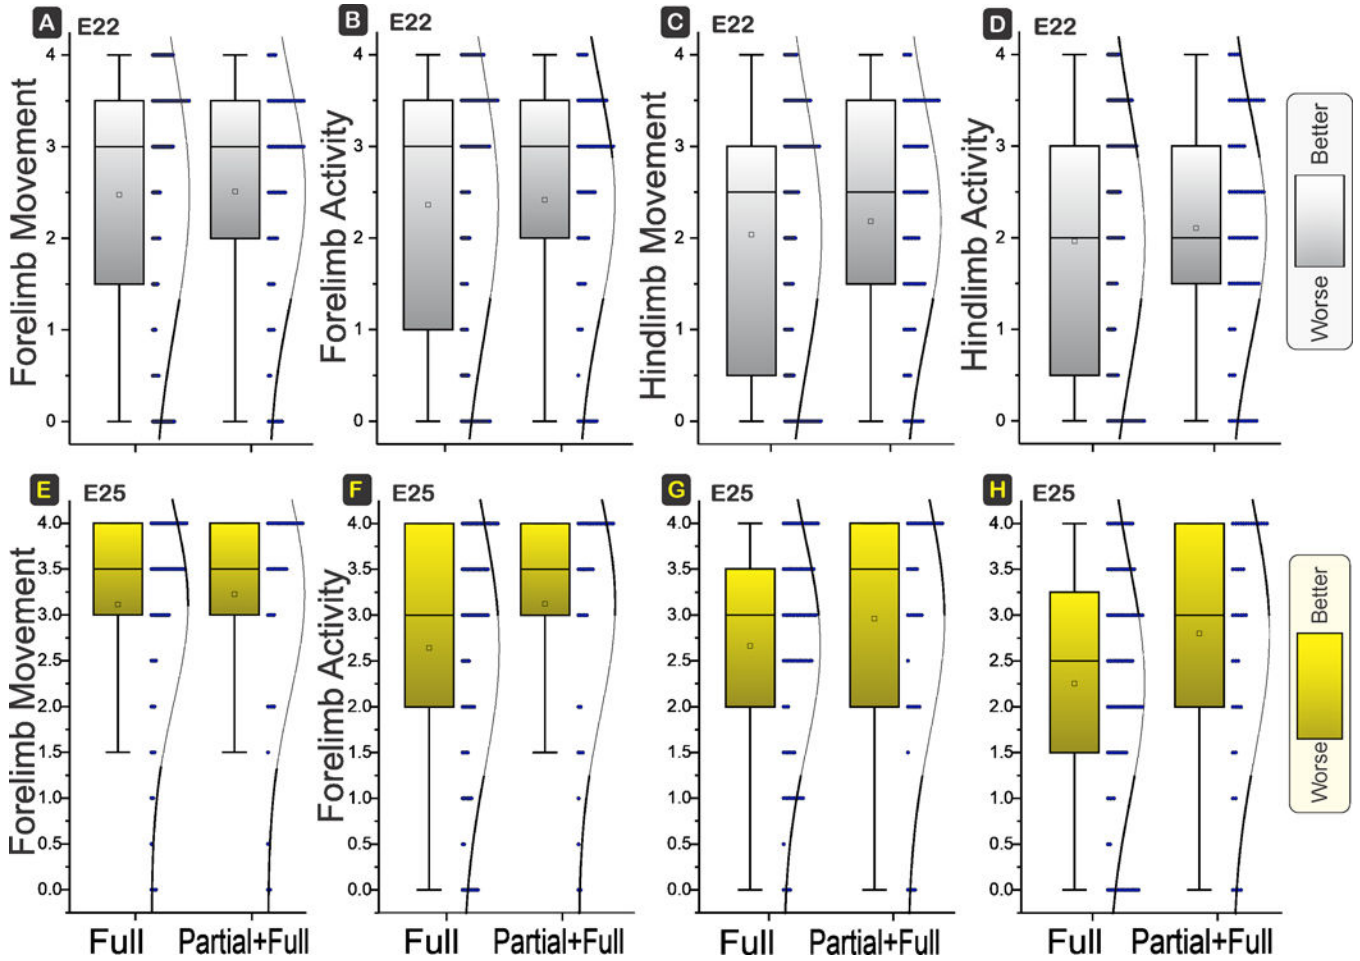 A E22
B E22
C E22
D E22
4
3
2
1
0
Forelimb Movement
4
3
2
1
0
Forelimb Activity
4
3
2
1
0
Hindlimb Movement
4
3
2
1
0
Hindlimb Activity
Better
Worse
E E25
F E25
G E25
H E25
4.0
3.5
3.0
2.5
2.0
1.5
1.0
0.5
0.0
Forelimb Movement
4.0
3.5
3.0
2.5
2.0
1.5
1.0
0.5
0.0
Forelimb Activity
4.0
3.5
3.0
2.5
2.0
1.5
1.0
0.5
0.0
4.0
3.5
3.0
2.5
2.0
1.5
1.0
0.5
0.0
Better
Worse
Full Partial+Full
Full Partial+Full
Full Partial+Full
Full Partial+Full